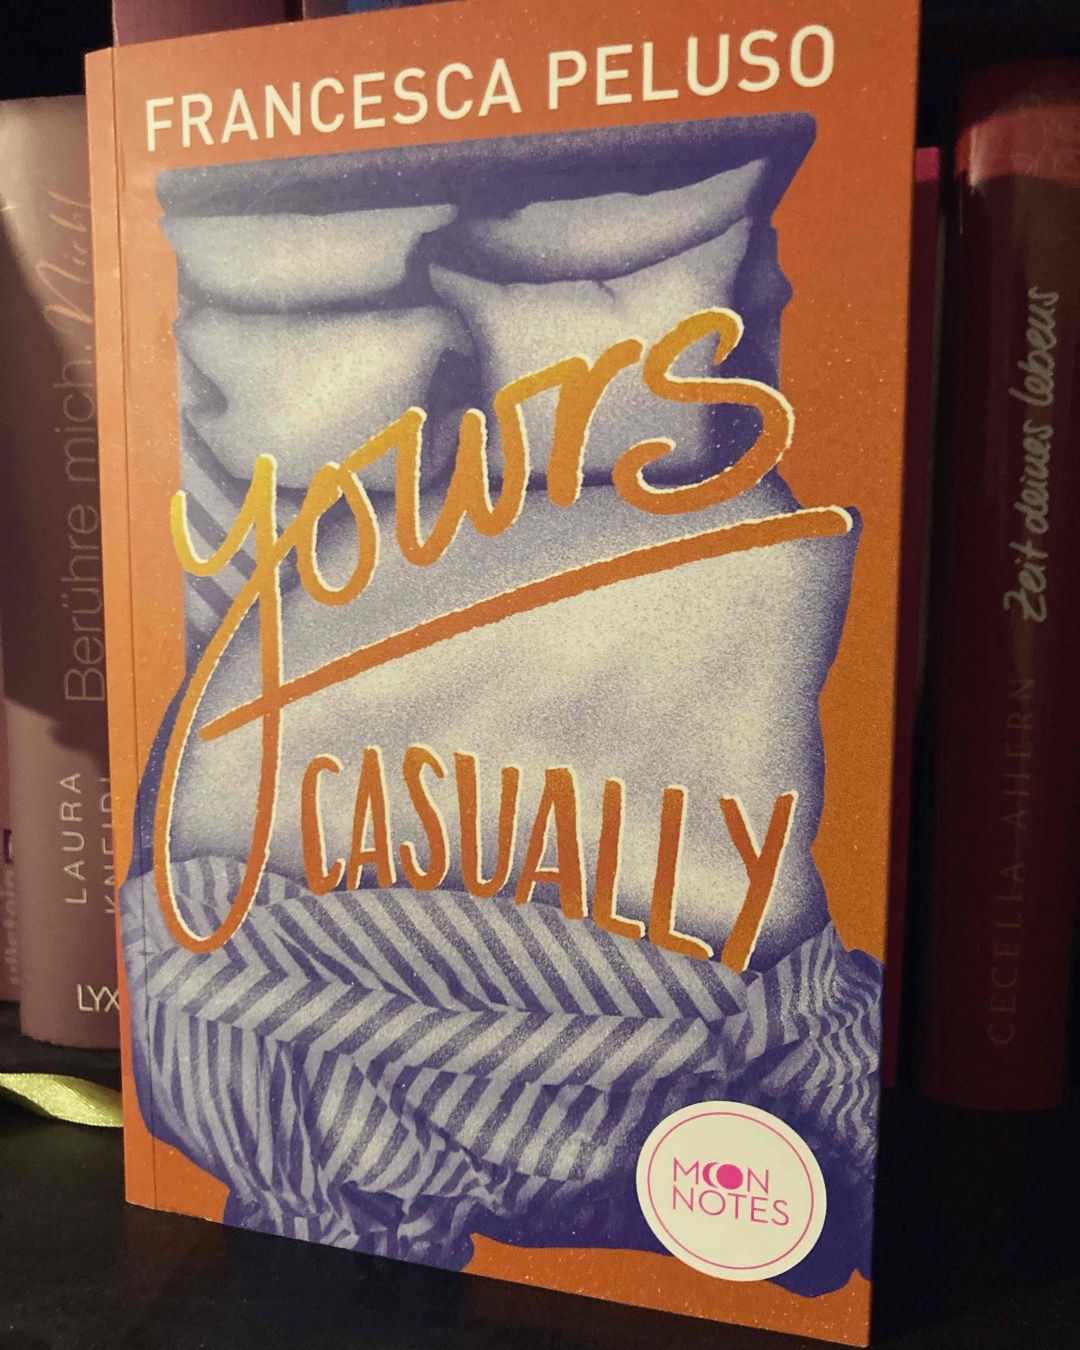 FRANCESCA PELUSO
yours
CASUALLY
MOON
NOTES
Berühre mich. Nicht
LAURA
LYX
Zeit deines lebens
CECELIA AHERN